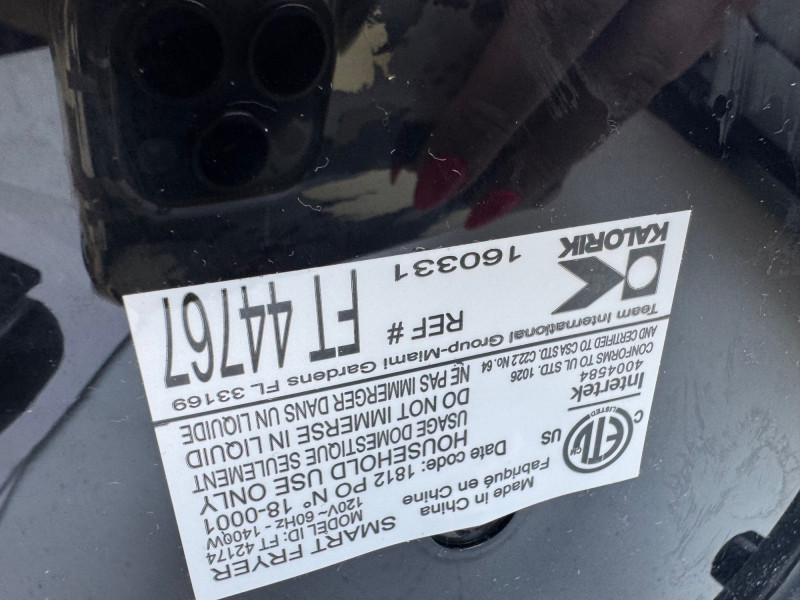 SMART FRYER
MODEL ID: FT 42174
120V~60Hz - 1400W
Date code: 1812 PO N° 18-0001
HOUSEHOLD USE ONLY
USAGE DOMESTIQUE SEULEMENT
DO NOT IMMERSE IN LIQUID
NE PAS IMMERGER DANS UN LIQUIDE
Made in China
Fabriqué en Chine
ETL
CM
LISTED
C
US
Intertek
4004584
CONFORMS TO UL STD. 1026
AND CERTIFIED TO CSA STD. C22.2 No. 64
Team International Group-Miami Gardens FL 33169
KALORIK
REF # FT 44767
160331